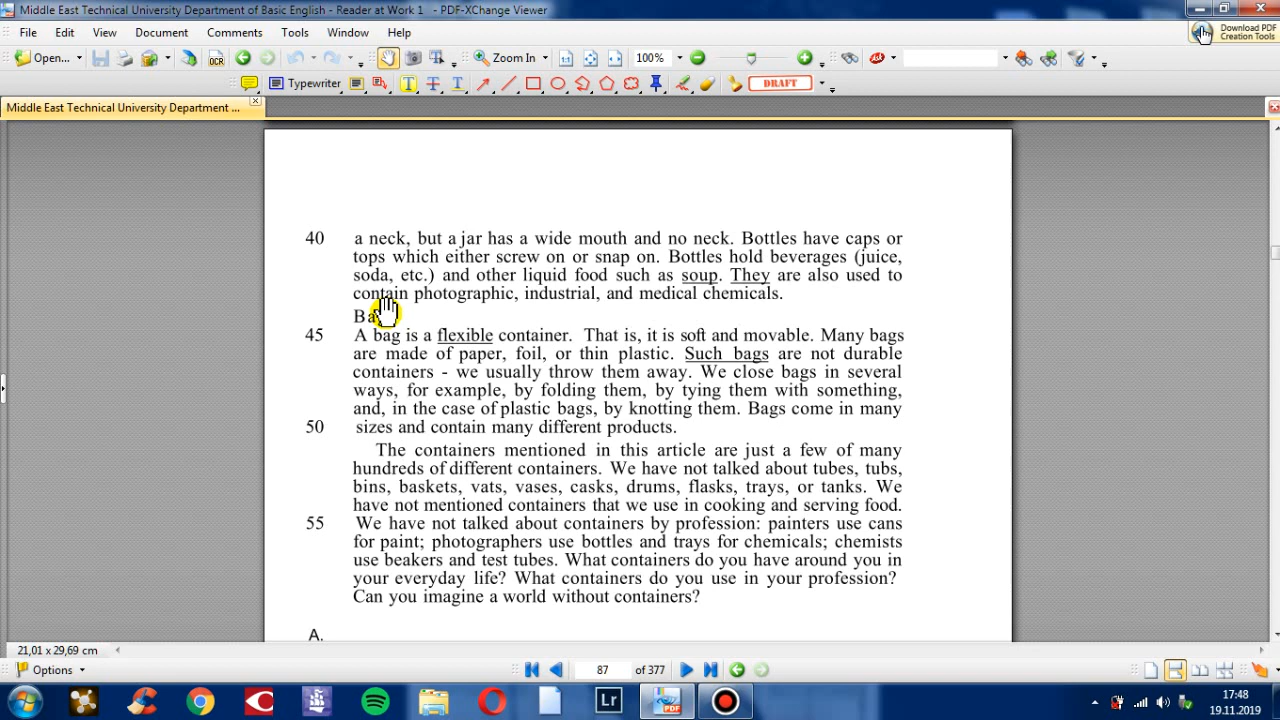 Middle East Technical University Department of Basic English - Reader at Work 1 - PDF-XChange Viewer
File Edit View Document Comments Tools Window Help
Download PDF
Creation Tools
Open... OCR Zoom In 100%
Typewriter DRAFT
Middle East Technical University Department ...
40 a neck, but a jar has a wide mouth and no neck. Bottles have caps or
tops which either screw on or snap on. Bottles hold beverages (juice,
soda, etc.) and other liquid food such as soup. They are also used to
contain photographic, industrial, and medical chemicals.
45 A bag is a flexible container. That is, it is soft and movable. Many bags
are made of paper, foil, or thin plastic. Such bags are not durable
containers - we usually throw them away. We close bags in several
ways, for example, by folding them, by tying them with something,
and, in the case of plastic bags, by knotting them. Bags come in many
50 sizes and contain many different products.
The containers mentioned in this article are just a few of many
hundreds of different containers. We have not talked about tubes, tubs,
bins, baskets, vats, vases, casks, drums, flasks, trays, or tanks. We
have not mentioned containers that we use in cooking and serving food.
55 We have not talked about containers by profession: painters use cans
for paint; photographers use bottles and trays for chemicals; chemists
use beakers and test tubes. What containers do you have around you in
your everyday life? What containers do you use in your profession?
Can you imagine a world without containers?
A.
21,01 x 29,69 cm
Options 87 of 377
Lr PDF 17:48
19.11.2019